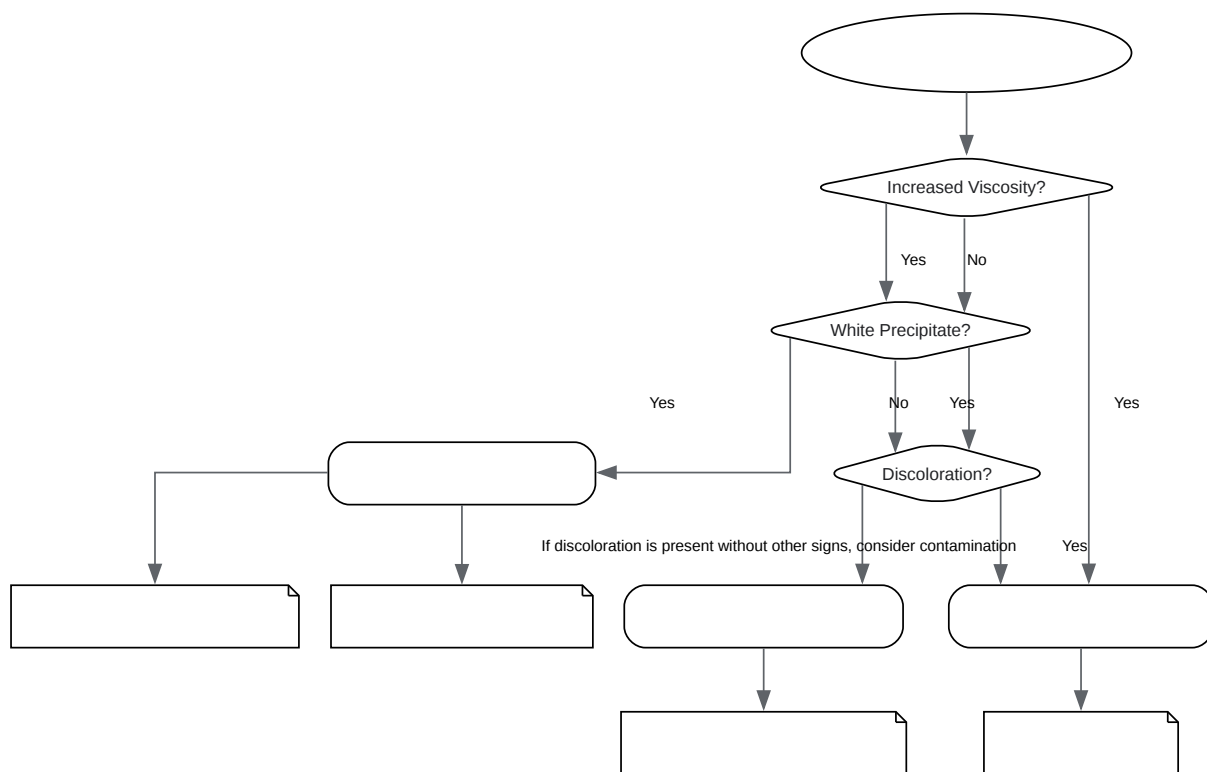 Increased Viscosity?
Yes
No
White Precipitate?
Yes
No
Yes
Yes
Discoloration?
If discoloration is present without other signs, consider contamination
Yes